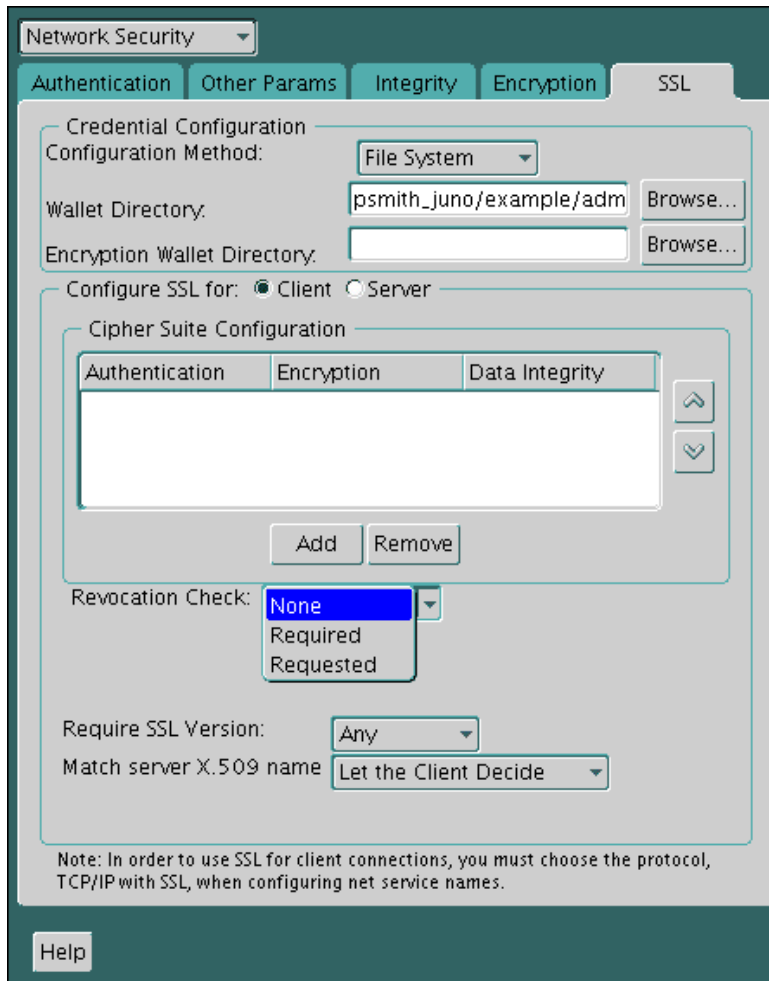 Network Security
Authentication Other Params Integrity Encryption SSL
Credential Configuration
Configuration Method: File System
Wallet Directory: psmith_juno/example/adm Browse...
Encryption Wallet Directory: Browse...
Configure SSL for: Client Server
Cipher Suite Configuration
Authentication Encryption Data Integrity
Add Remove
Revocation Check: None
Required
Requested
Require SSL Version: Any
Match server X.509 name Let the Client Decide
Note: In order to use SSL for client connections, you must choose the protocol,
TCP/IP with SSL, when configuring net service names.
Help